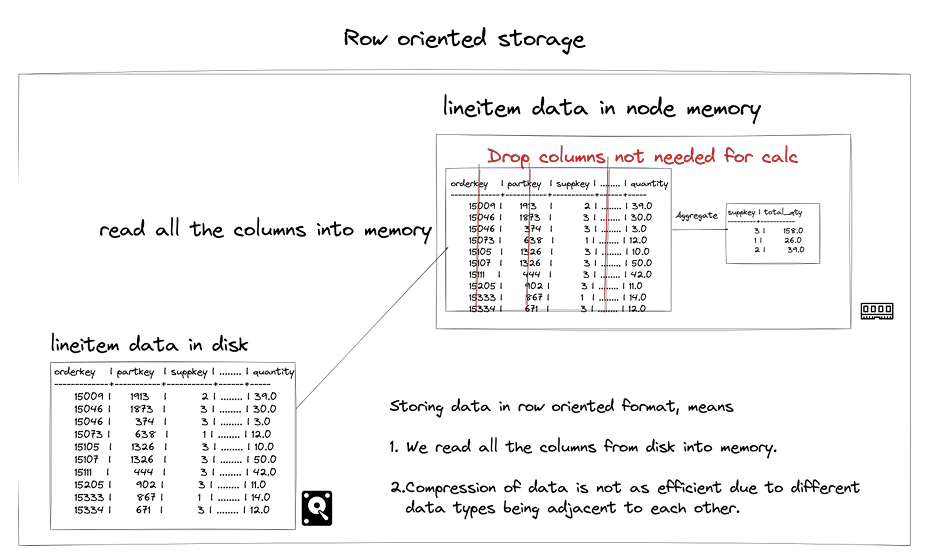 Row oriented storage
lineitem data in node memory
Drop columns not needed for calc
orderkey | partkey | suppkey | ........ | quantity
-------------+-------------+-------------+-------+-----
15009 | 1913 | 2 | ........ | 39.0
15046 | 1873 | 3 | ........ | 30.0
15046 | 374 | 3 | ........ | 3.0
15073 | 638 | 1 | ........ | 12.0
15105 | 1326 | 3 | ........ | 10.0
15107 | 1326 | 3 | ........ | 50.0
15111 | 444 | 3 | ........ | 42.0
15205 | 902 | 3 | ........ | 11.0
15333 | 867 | 1 | ........ | 14.0
15334 | 671 | 3 | ........ | 12.0
Aggregate
suppkey | total_qty
---------+-----------
3 | 158.0
1 | 26.0
2 | 39.0
read all the columns into memory
lineitem data in disk
orderkey | partkey | suppkey | ........ | quantity
-------------+-------------+-------------+-------+-----
15009 | 1913 | 2 | ........ | 39.0
15046 | 1873 | 3 | ........ | 30.0
15046 | 374 | 3 | ........ | 3.0
15073 | 638 | 1 | ........ | 12.0
15105 | 1326 | 3 | ........ | 10.0
15107 | 1326 | 3 | ........ | 50.0
15111 | 444 | 3 | ........ | 42.0
15205 | 902 | 3 | ........ | 11.0
15333 | 867 | 1 | ........ | 14.0
15334 | 671 | 3 | ........ | 12.0
Storing data in row oriented format, means
1. We read all the columns from disk into memory.
2.Compression of data is not as efficient due to different
data types being adjacent to each other.